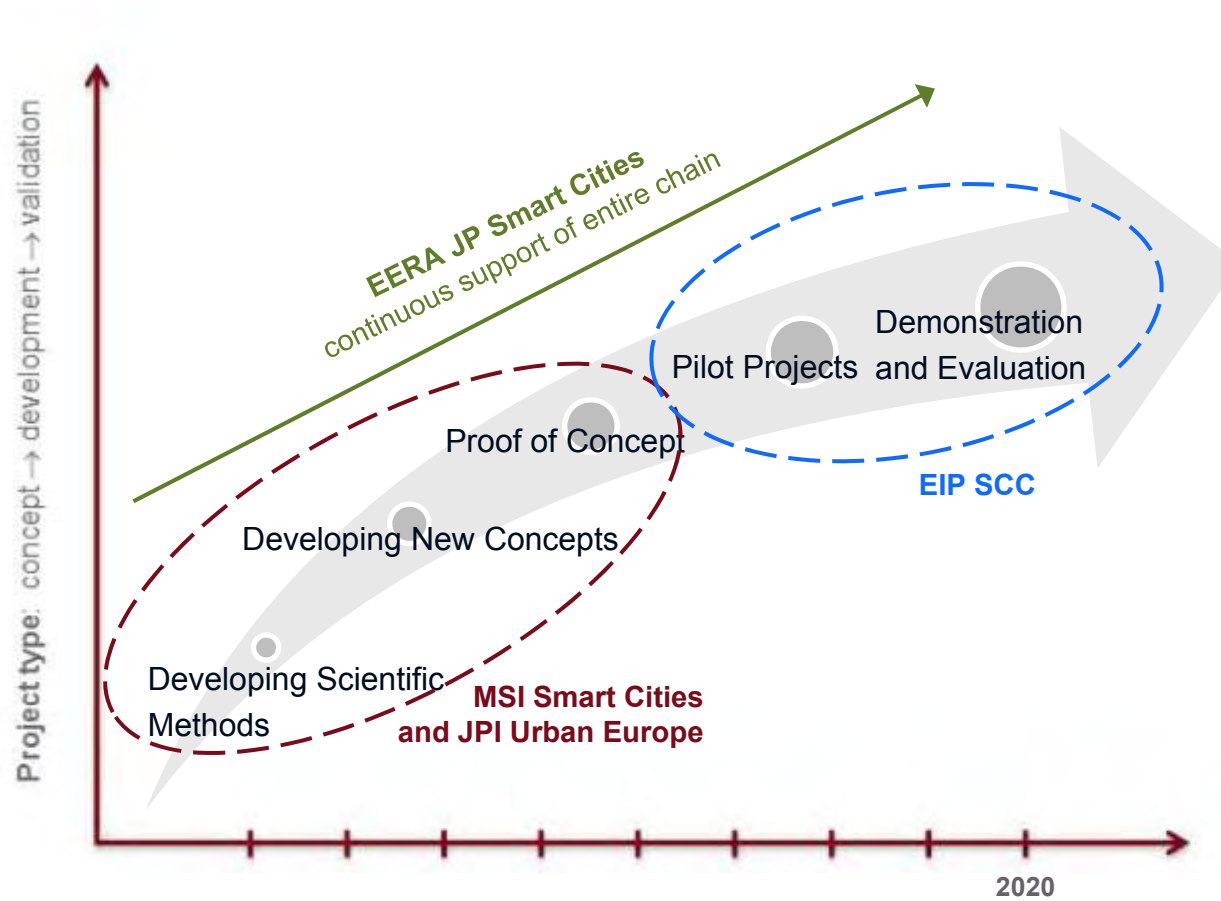 Project type: concept → development → validation
EERA JP Smart Cities
continuous support of entire chain
Demonstration
and Evaluation
Pilot Projects
Proof of Concept
EIP SCC
Developing New Concepts
Developing Scientific
Methods
MSI Smart Cities
and JPI Urban Europe
2020